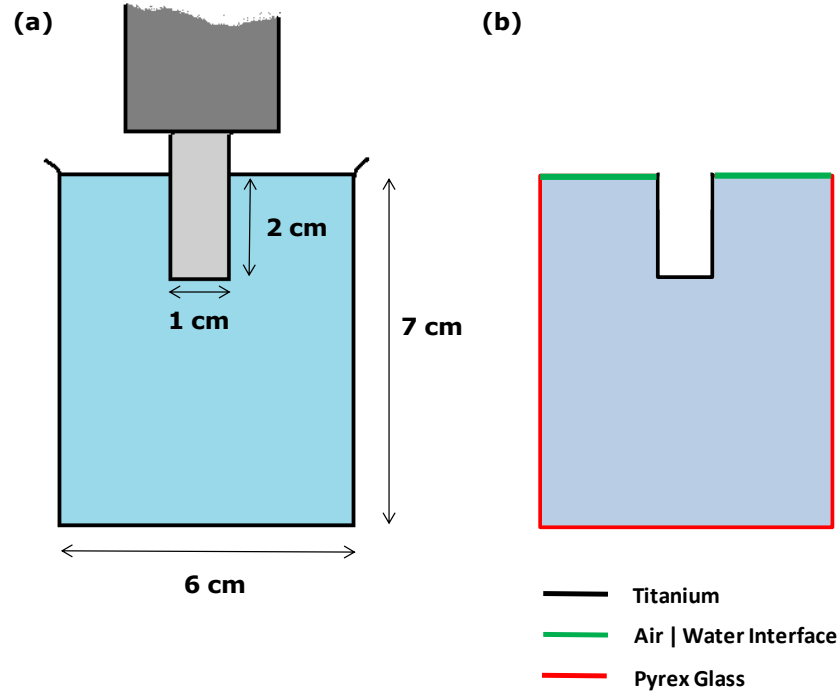 (a)
(b)
2 cm
1 cm
7 cm
6 cm
Titanium
Air | Water Interface
Pyrex Glass